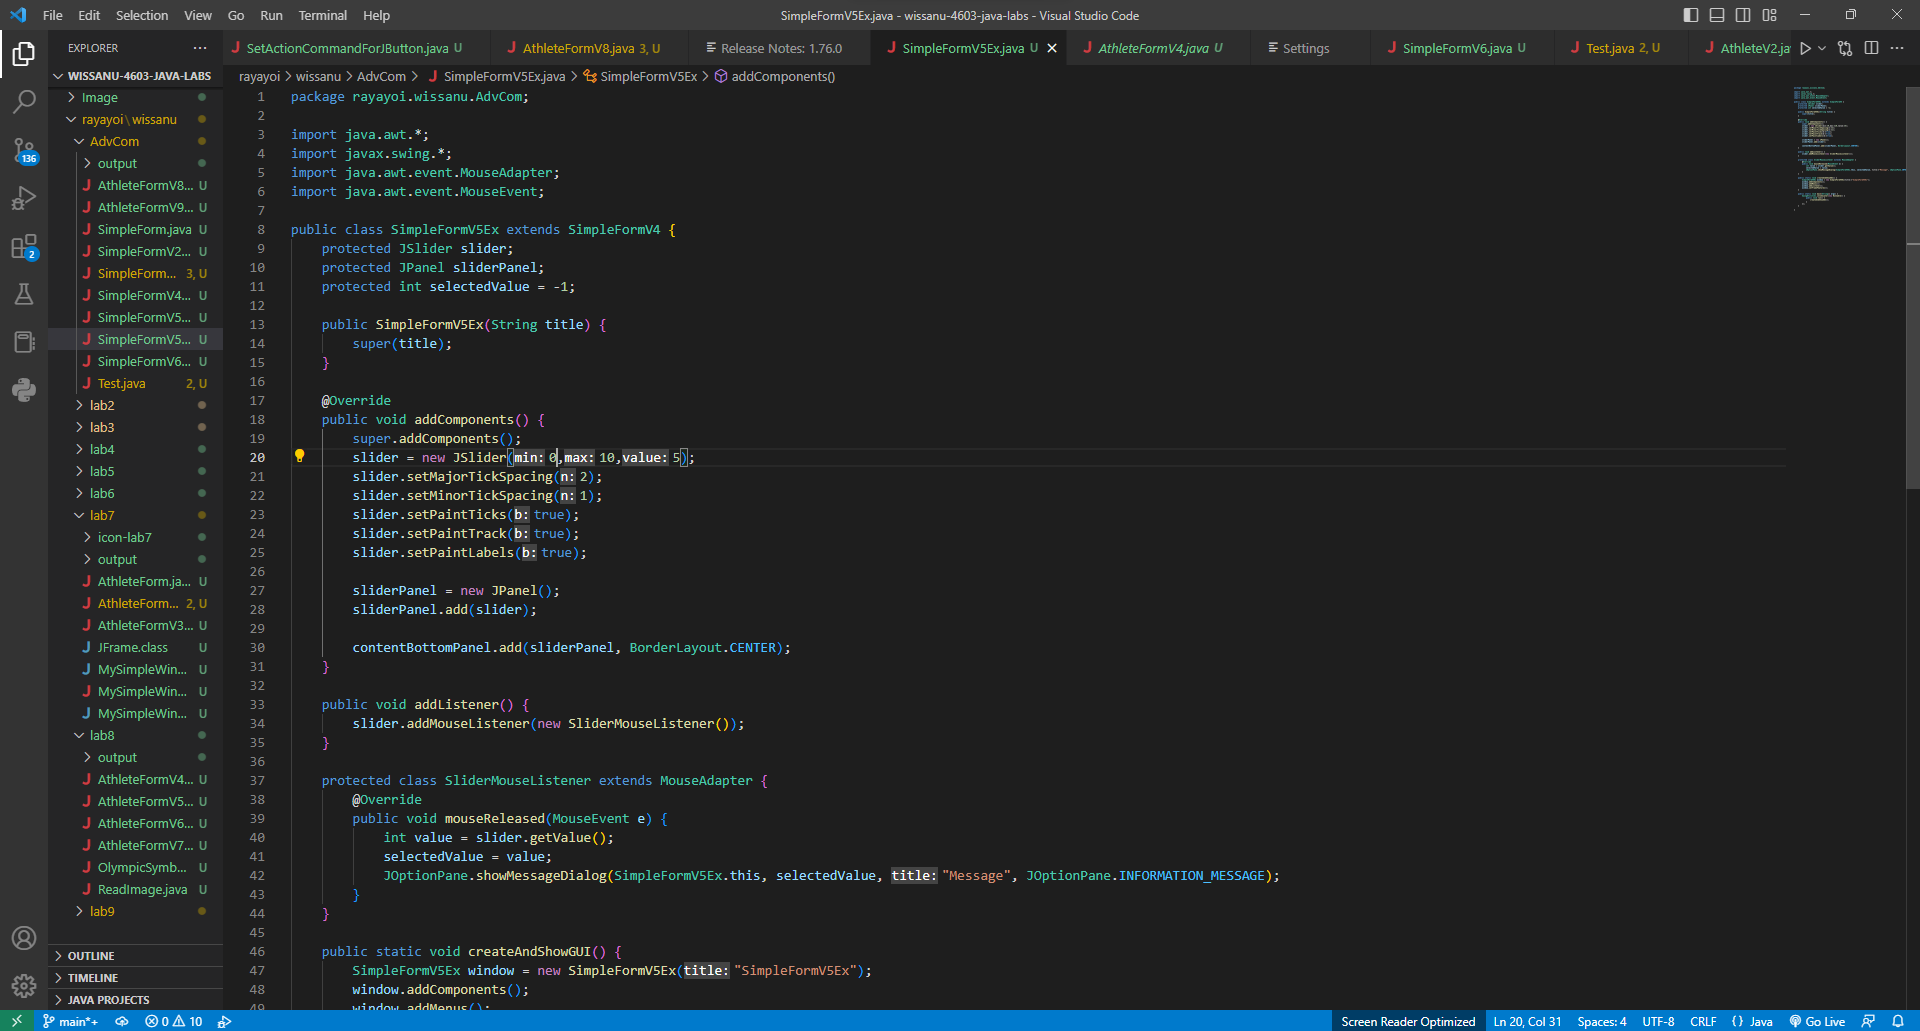 File Edit Selection View Go Run Terminal Help
SimpleFormV5Ex.java - wissanu-4603-java-labs - Visual Studio Code
EXPLORER
SetActionCommandForJButton.java U
AthleteFormV8.java 3, U
Release Notes: 1.76.0
SimpleFormV5Ex.java U
AthleteFormV4.java U
Settings
SimpleFormV6.java U
Test.java 2, U
AthleteV2.jav
rayayoi > wissanu > AdvCom > SimpleFormV5Ex.java > SimpleFormV5Ex > addComponents()
WISSANU-4603-JAVA-LABS
Image
rayayoi\wissanu
AdvCom
output
AthleteFormV8... U
AthleteFormV9... U
SimpleForm.java U
SimpleFormV2... U
SimpleForm... 3, U
SimpleFormV4... U
SimpleFormV5... U
SimpleFormV5... U
SimpleFormV6... U
Test.java 2, U
lab2
lab3
lab4
lab5
lab6
lab7
icon-lab7
output
AthleteForm.ja... U
AthleteForm... 2, U
AthleteFormV3... U
JFrame.class U
MySimpleWin... U
MySimpleWin... U
MySimpleWin... U
lab8
output
AthleteFormV4... U
AthleteFormV5... U
AthleteFormV6... U
AthleteFormV7... U
OlympicSymb... U
ReadImage.java U
lab9
OUTLINE
TIMELINE
JAVA PROJECTS
136
2
1 package rayayoi.wissanu.AdvCom;
2
3 import java.awt.*;
4 import javax.swing.*;
5 import java.awt.event.MouseAdapter;
6 import java.awt.event.MouseEvent;
7
8 public class SimpleFormV5Ex extends SimpleFormV4 {
9 protected JSlider slider;
10 protected JPanel sliderPanel;
11 protected int selectedValue = -1;
12
13 public SimpleFormV5Ex(String title) {
14 super(title);
15 }
16
17 @Override
18 public void addComponents() {
19 super.addComponents();
20 slider = new JSlider(min: 0,max: 10,value: 5);
21 slider.setMajorTickSpacing(n: 2);
22 slider.setMinorTickSpacing(n: 1);
23 slider.setPaintTicks(b: true);
24 slider.setPaintTrack(b: true);
25 slider.setPaintLabels(b: true);
26
27 sliderPanel = new JPanel();
28 sliderPanel.add(slider);
29
30 contentBottomPanel.add(sliderPanel, BorderLayout.CENTER);
31 }
32
33 public void addListener() {
34 slider.addMouseListener(new SliderMouseListener());
35 }
36
37 protected class SliderMouseListener extends MouseAdapter {
38 @Override
39 public void mouseReleased(MouseEvent e) {
40 int value = slider.getValue();
41 selectedValue = value;
42 JOptionPane.showMessageDialog(SimpleFormV5Ex.this, selectedValue, title: "Message", JOptionPane.INFORMATION_MESSAGE);
43 }
44 }
45
46 public static void createAndShowGUI() {
47 SimpleFormV5Ex window = new SimpleFormV5Ex(title: "SimpleFormV5Ex");
48 window.addComponents();
49 window.addMenus();
main*+ 0 10
Screen Reader Optimized Ln 20, Col 31 Spaces: 4 UTF-8 CRLF {} Java Go Live